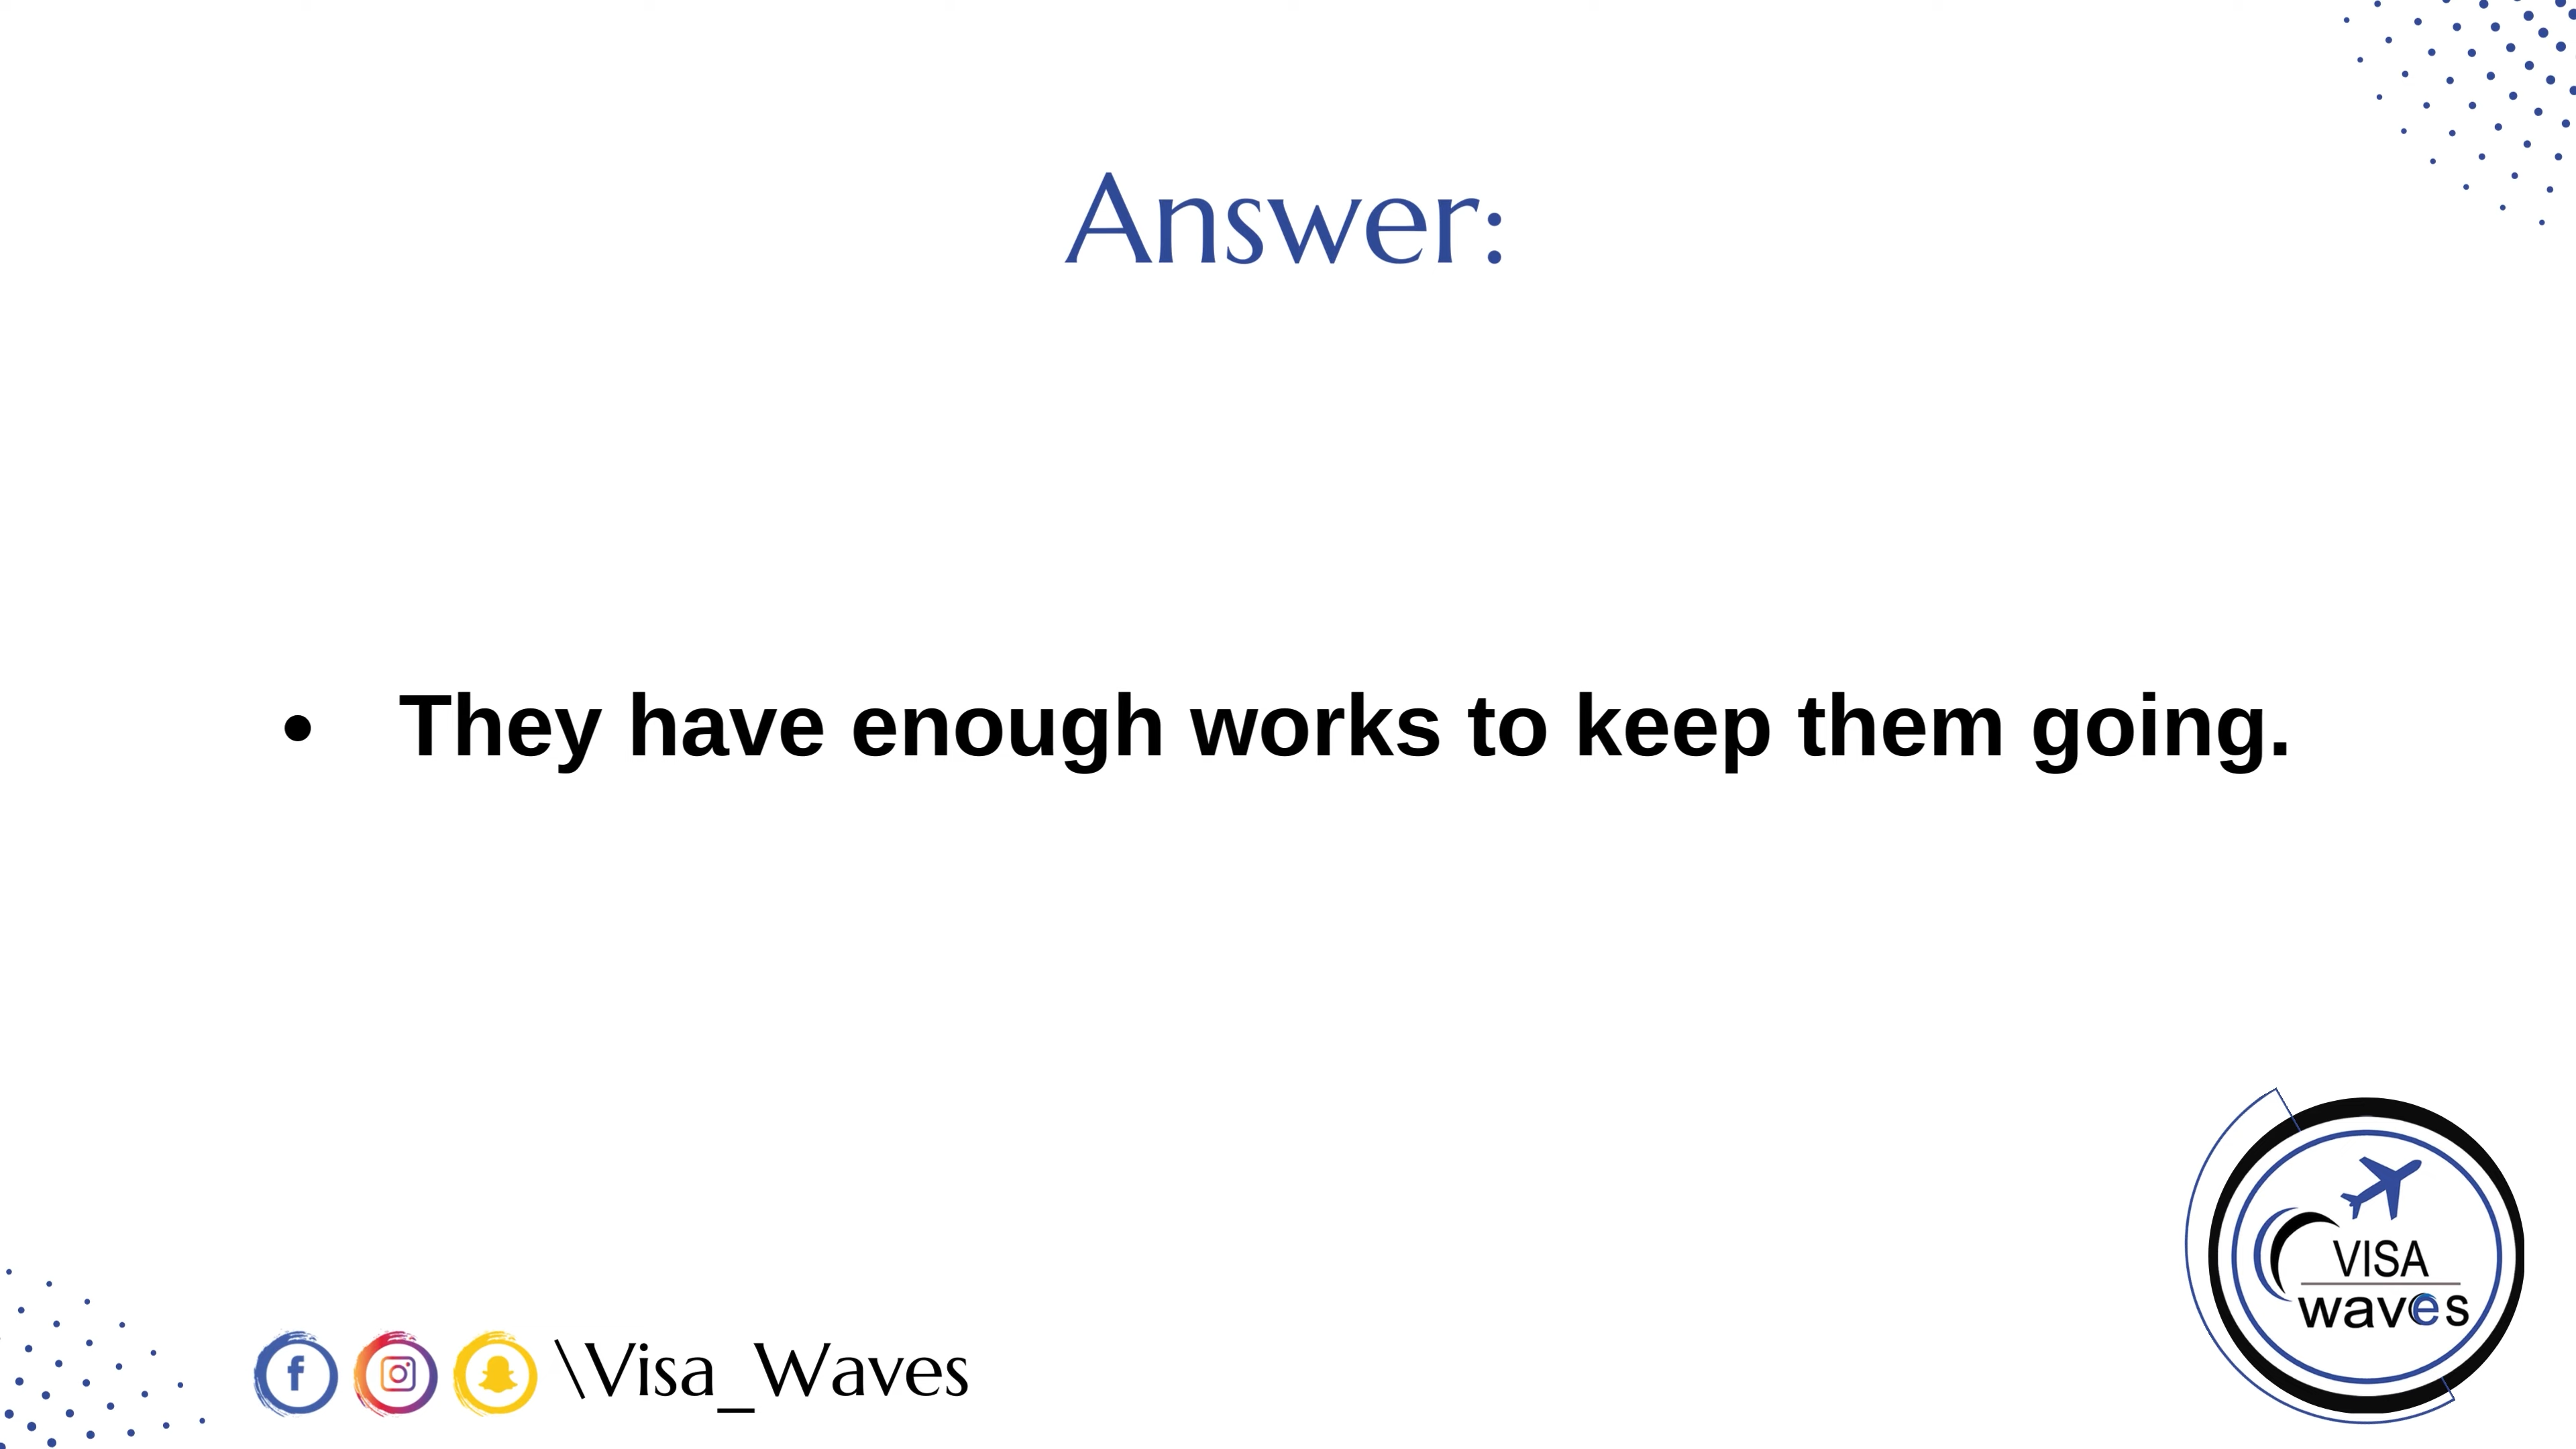 Answer:
• They have enough works to keep them going.
VISA
waves
\Visa_Waves